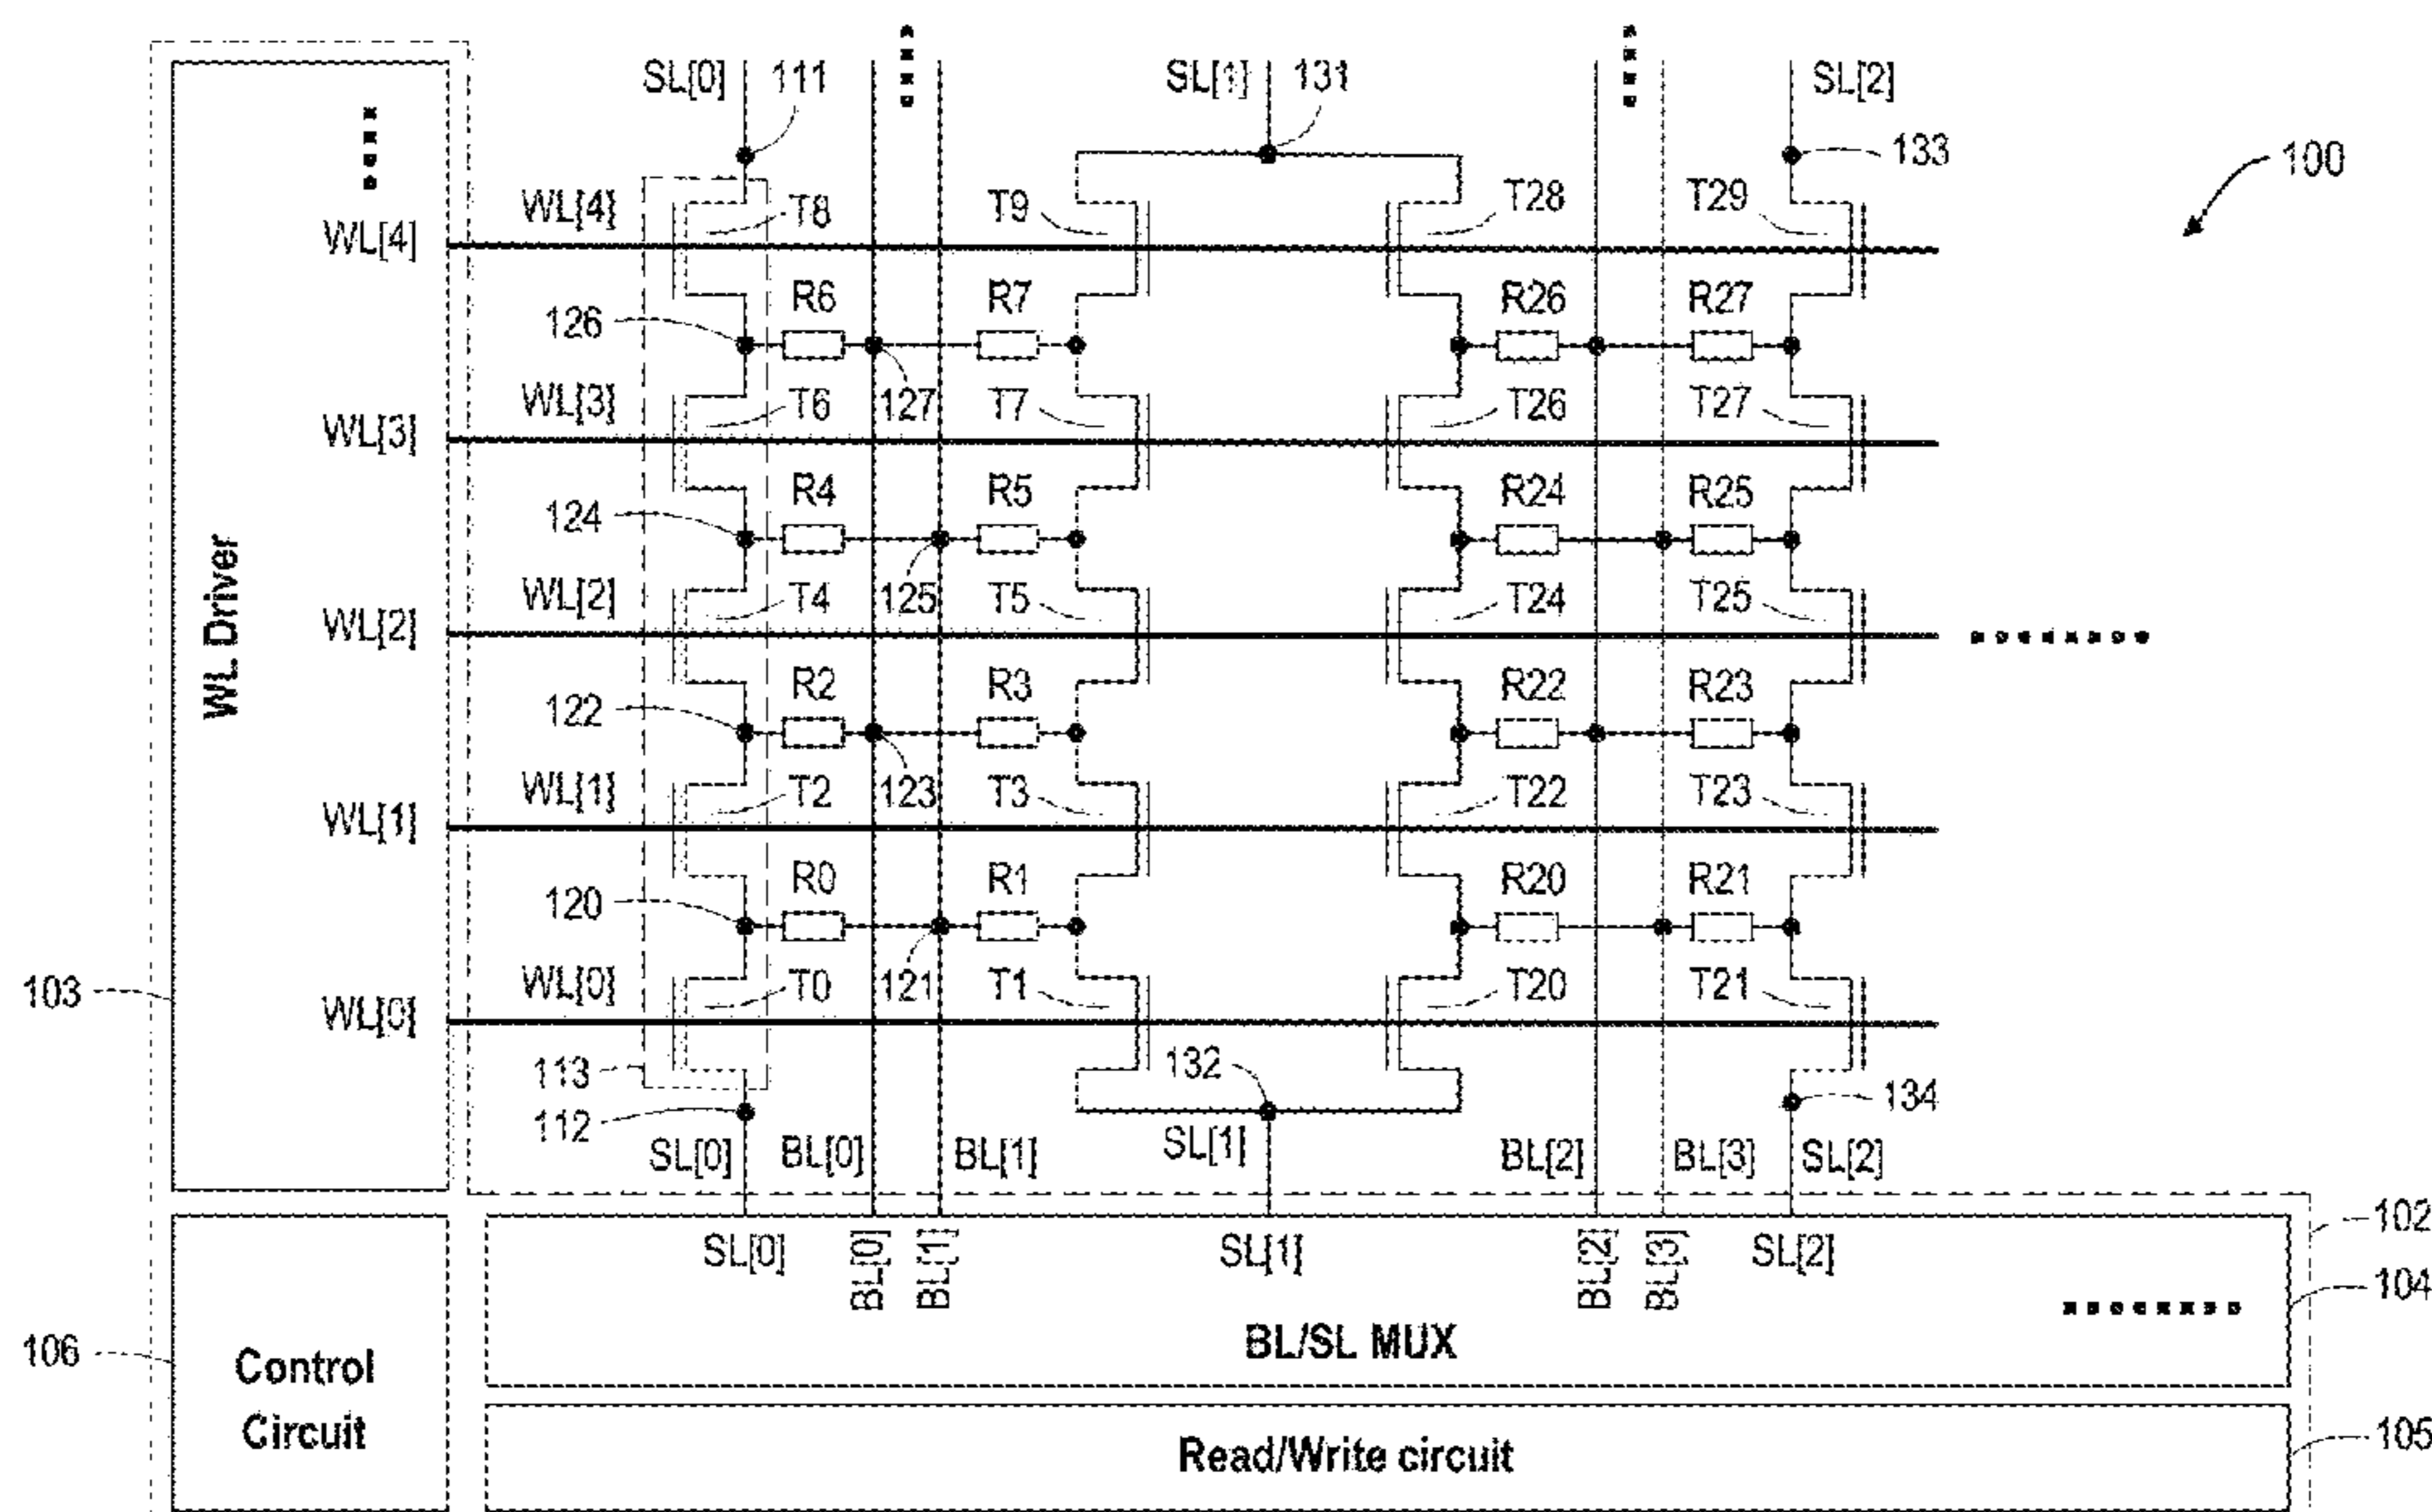 SL[0] 111 SL[1] 131 SL[2]
133 100
WL[4] WL[4] T8 T9 T28 T29
126 R6 R7 R26 R27
WL[3] WL[3] T6 127 T7 T26 T27
124 R4 R5 R24 R25
WL Driver
WL[2] WL[2] T4 125 T5 T24 T25
122 R2 R3 R22 R23
WL[1] WL[1] T2 123 T3 T22 T23
120 R0 R1 R20 R21
103 WL[0] WL[0] T0 121 T1 T20 T21
113 132 134
112
SL[0] BL[0] BL[1] SL[1] BL[2] BL[3] SL[2]
102
SL[0] BL[0] BL[1] SL[1] BL[2] BL[3] SL[2]
104
BL/SL MUX
106 Control
Circuit
Read/Write circuit 105